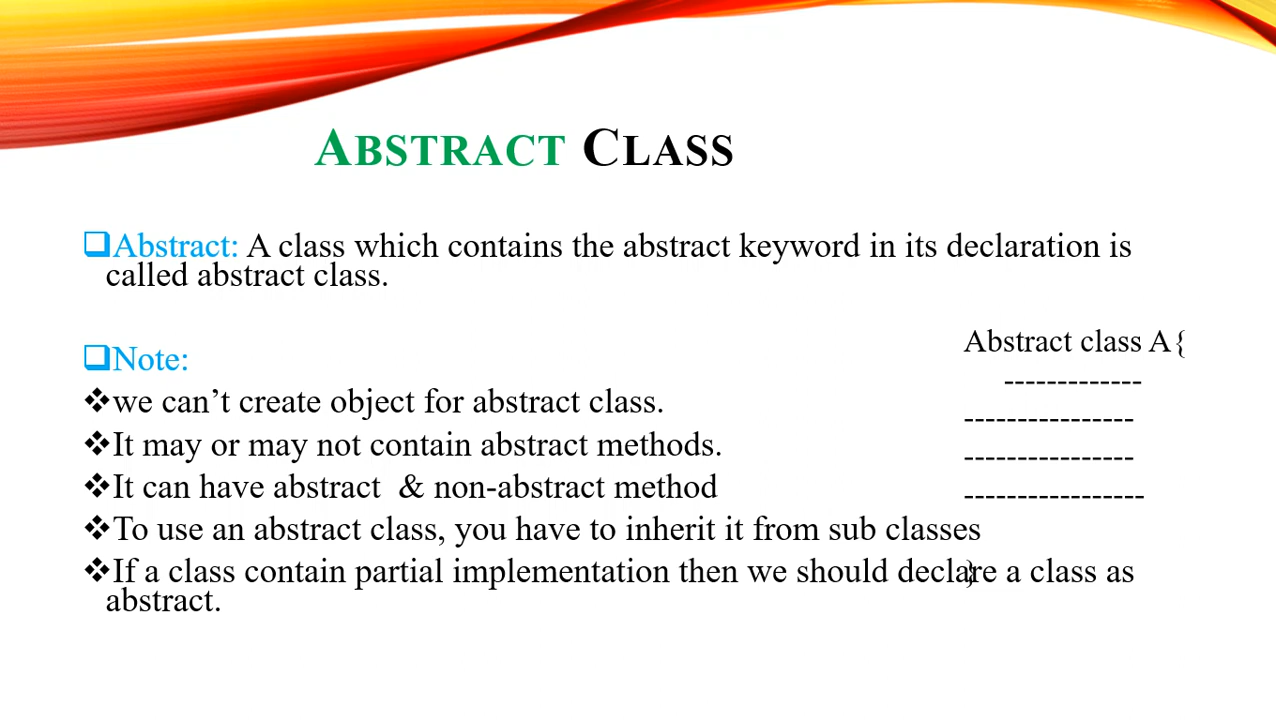 ABSTRACT CLASS
Abstract: A class which contains the abstract keyword in its declaration is
called abstract class.
Note:
we can’t create object for abstract class.
It may or may not contain abstract methods.
It can have abstract & non-abstract method
To use an abstract class, you have to inherit it from sub classes
If a class contain partial implementation then we should declare a class as
abstract.
Abstract class A{
-------------
----------------
----------------
-----------------
}